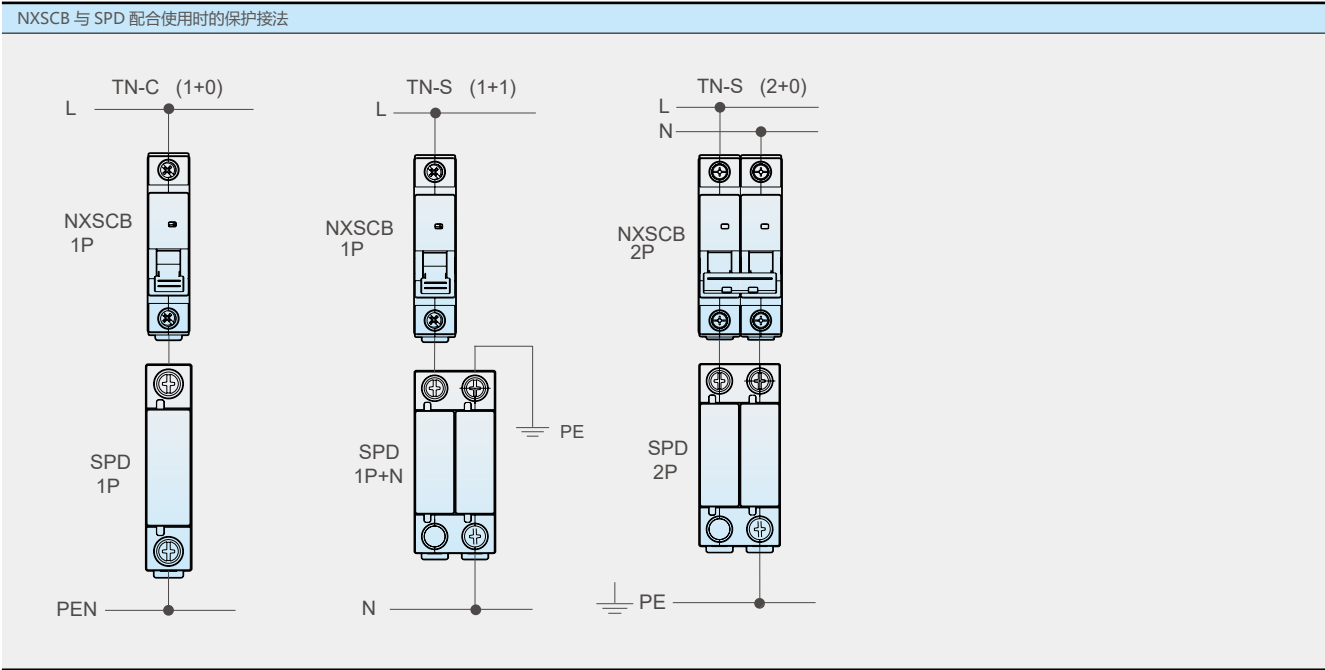 NXSCB 与 SPD 配合使用时的保护接法
TN-C (1+0)
L
NXSCB
1P
SPD
1P
PEN
TN-S (1+1)
L
NXSCB
1P
PE
SPD
1P+N
N
TN-S (2+0)
L
N
NXSCB
2P
SPD
2P
PE